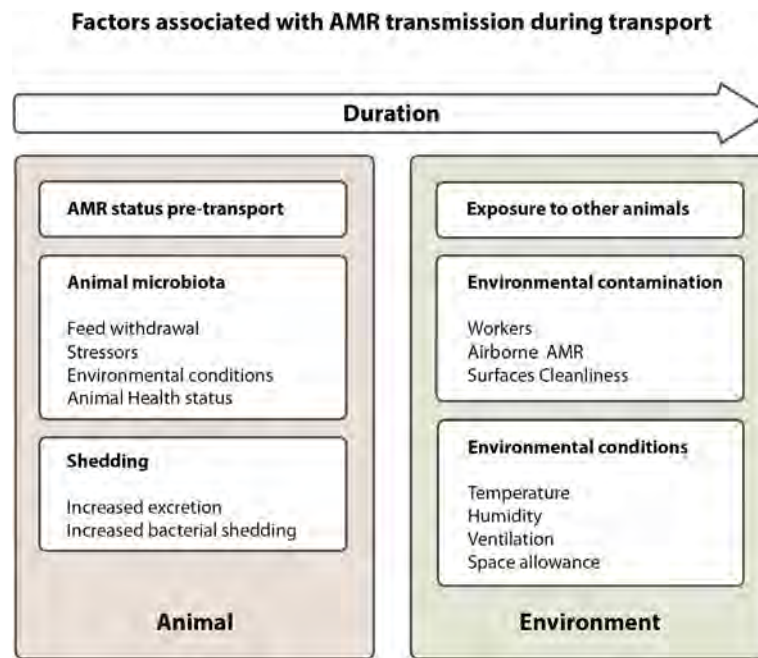 Factors associated with AMR transmission during transport
Duration
AMR status pre-transport
Animal microbiota
Feed withdrawal
Stressors
Environmental conditions
Animal Health status
Shedding
Increased excretion
Increased bacterial shedding
Animal
Exposure to other animals
Environmental contamination
Workers
Airborne AMR
Surfaces Cleanliness
Environmental conditions
Temperature
Humidity
Ventilation
Space allowance
Environment